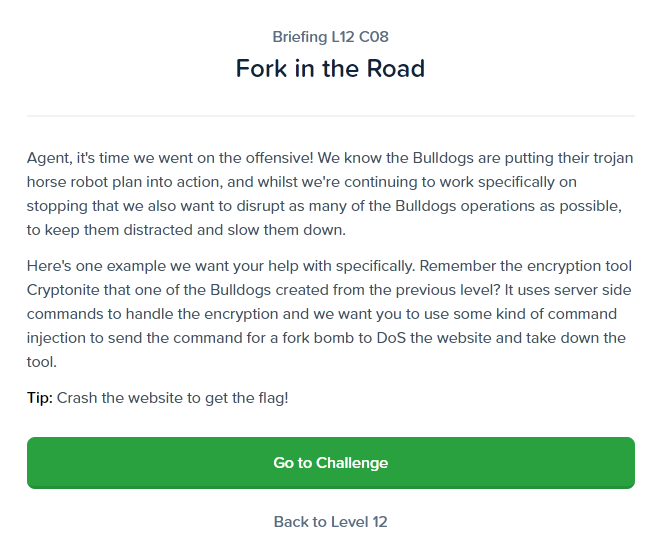 Briefing L12 C08
Fork in the Road
Agent, it's time we went on the offensive! We know the Bulldogs are putting their trojan
horse robot plan into action, and whilst we're continuing to work specifically on
stopping that we also want to disrupt as many of the Bulldogs operations as possible,
to keep them distracted and slow them down.
Here's one example we want your help with specifically. Remember the encryption tool
Cryptonite that one of the Bulldogs created from the previous level? It uses server side
commands to handle the encryption and we want you to use some kind of command
injection to send the command for a fork bomb to DoS the website and take down the
tool.
Tip: Crash the website to get the flag!
Go to Challenge
Back to Level 12